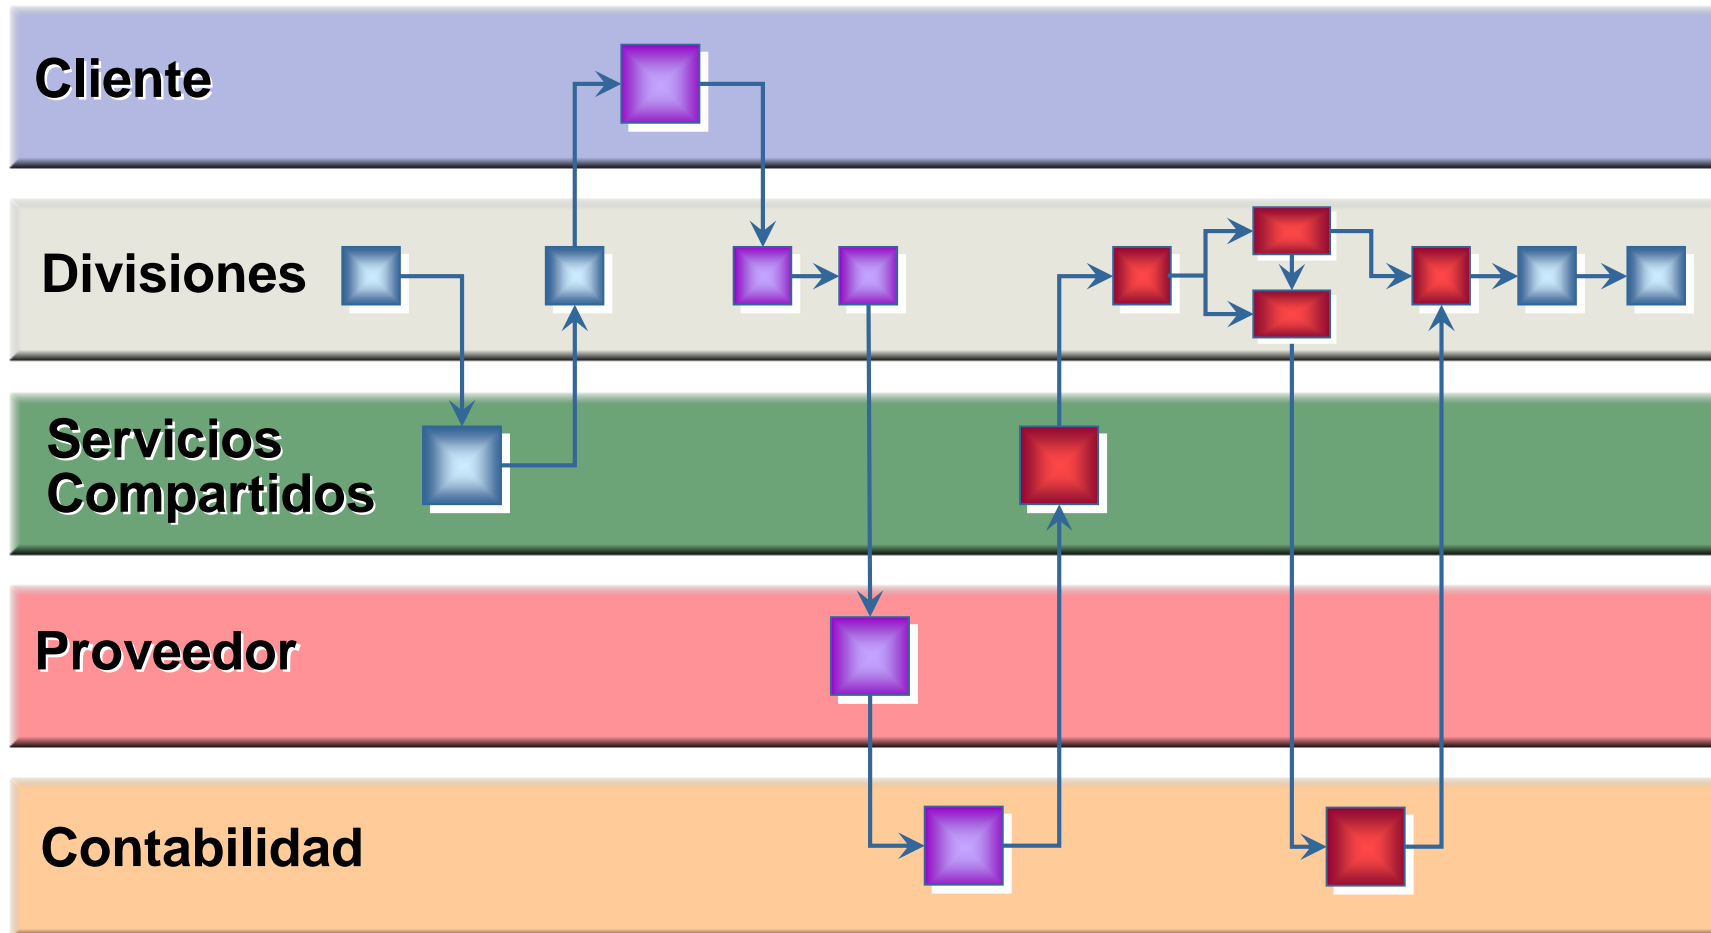 Cliente
Divisiones
Servicios
Compartidos
Proveedor
Contabilidad